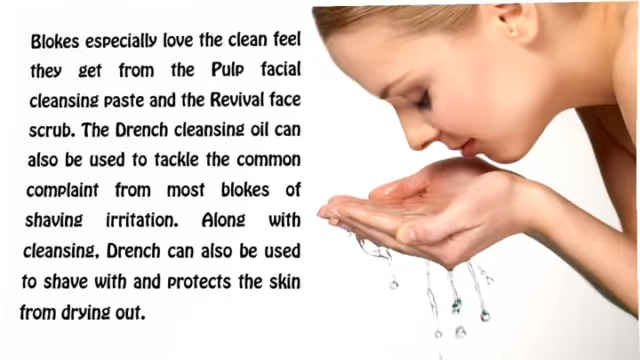 Blokes especially love the clean feel
they get from the Pulp facial
cleansing paste and the Revival face
scrub. The Drench cleansing oil can
also be used to tackle the common
complaint from most blokes of
shaving irritation. Along with
cleansing, Drench can also be used
to shave with and protects the skin
from drying out.